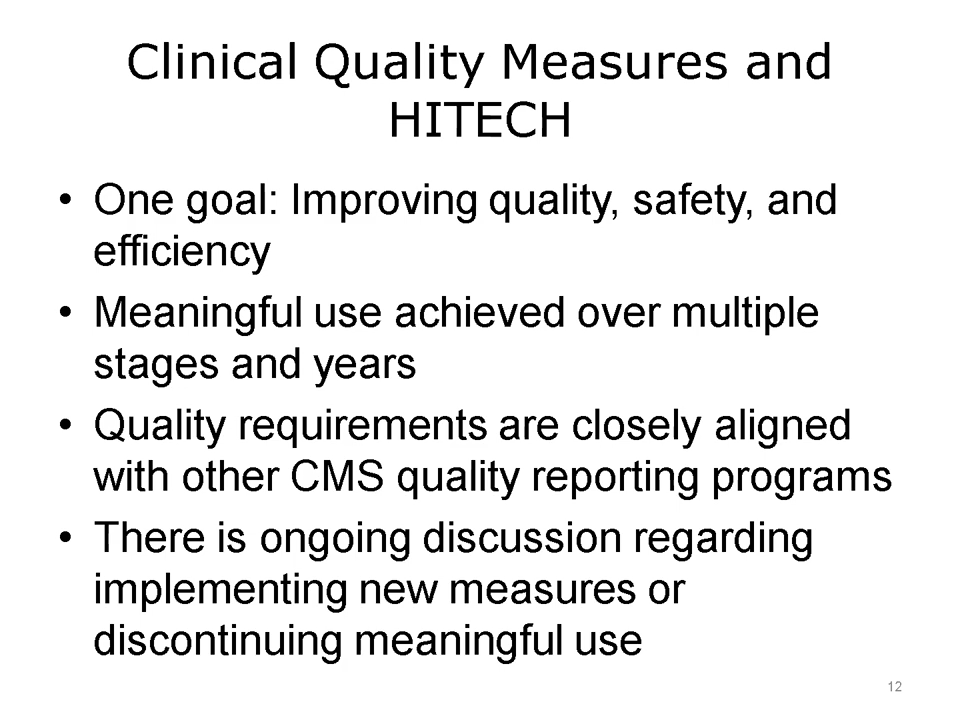 Clinical Quality Measures and
HITECH
• One goal: Improving quality, safety, and
efficiency
• Meaningful use achieved over multiple
stages and years
• Quality requirements are closely aligned
with other CMS quality reporting programs
• There is ongoing discussion regarding
implementing new measures or
discontinuing meaningful use
12